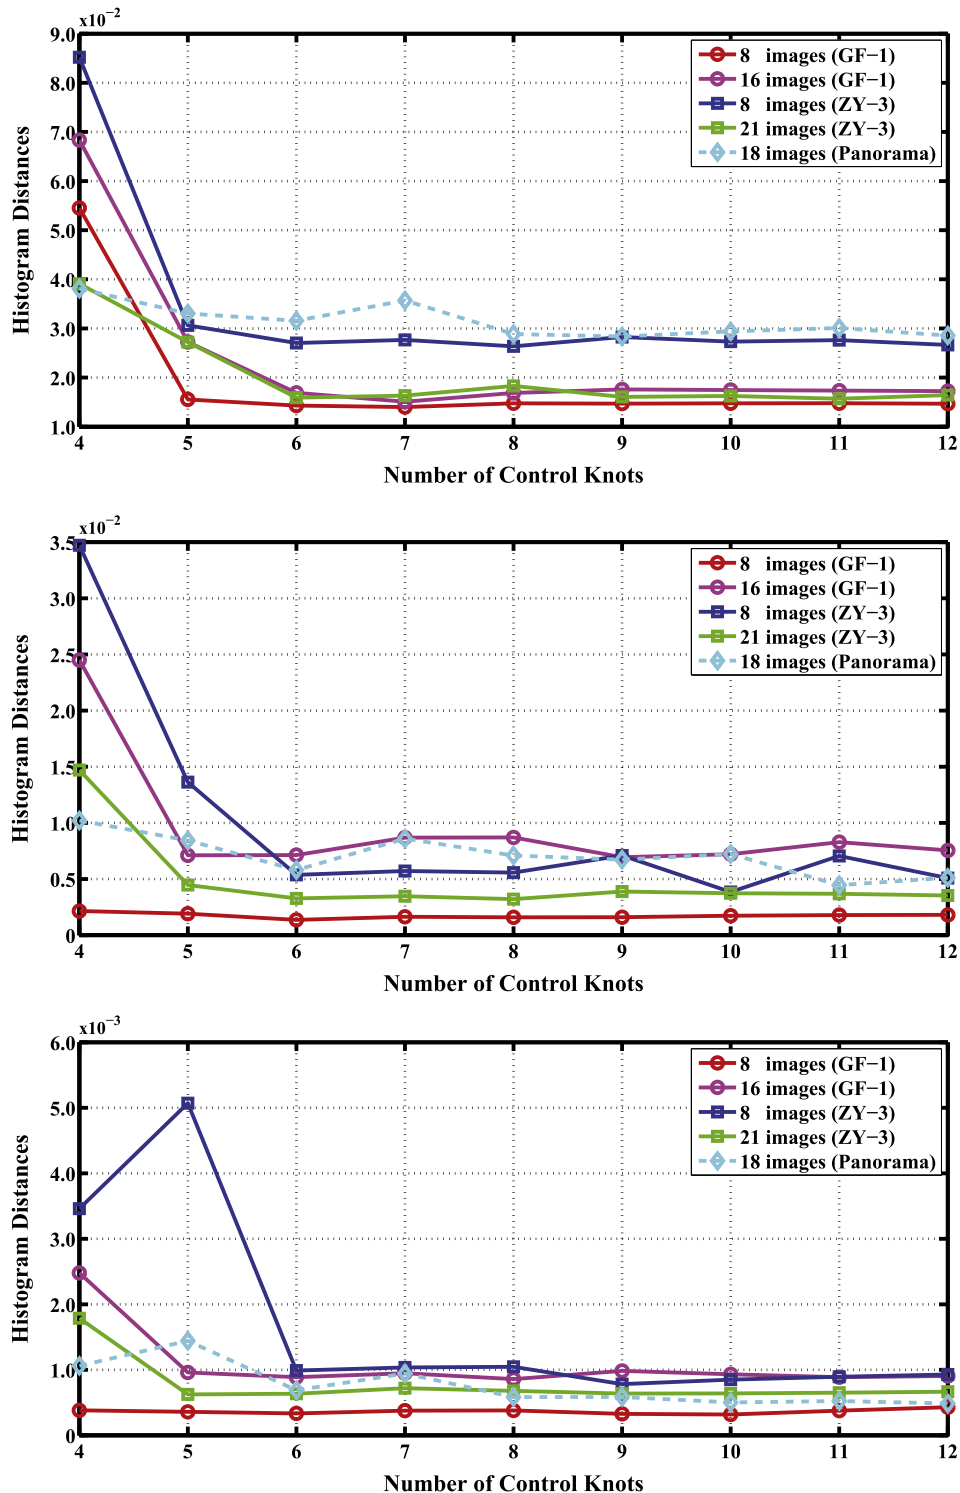 x10−2
9.0
8.0
7.0
6.0
5.0
4.0
3.0
2.0
1.0
Histogram Distances
8 images (GF−1)
16 images (GF−1)
8 images (ZY−3)
21 images (ZY−3)
18 images (Panorama)
4 5 6 7 8 9 10 11 12
Number of Control Knots
x10−2
3.5
3.0
2.5
2.0
1.5
1.0
0.5
0
Histogram Distances
8 images (GF−1)
16 images (GF−1)
8 images (ZY−3)
21 images (ZY−3)
18 images (Panorama)
4 5 6 7 8 9 10 11 12
Number of Control Knots
x10−3
6.0
5.0
4.0
3.0
2.0
1.0
0
Histogram Distances
8 images (GF−1)
16 images (GF−1)
8 images (ZY−3)
21 images (ZY−3)
18 images (Panorama)
4 5 6 7 8 9 10 11 12
Number of Control Knots